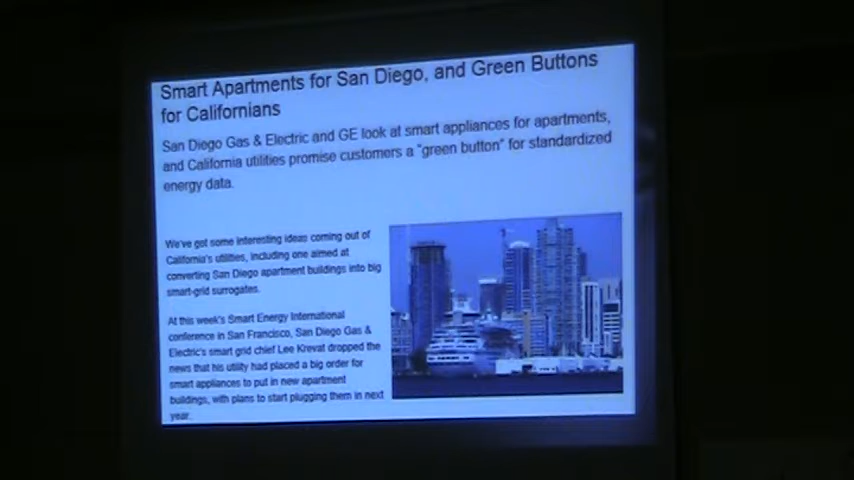 Smart Apartments for San Diego, and Green Buttons
for Californians
San Diego Gas & Electric and GE look at smart appliances for apartments,
and California utilities promise customers a "green button" for standardized
energy data.
We've got some interesting ideas coming out of
California's utilities, including one aimed at
converting San Diego apartment buildings into big
smart-grid surrogates.
At this week's Smart Energy International
conference in San Francisco, San Diego Gas &
Electric's smart grid chief Lee Krevat dropped the
news that his utility had placed a big order for
smart appliances to put in new apartment
buildings, with plans to start plugging them in next
year.